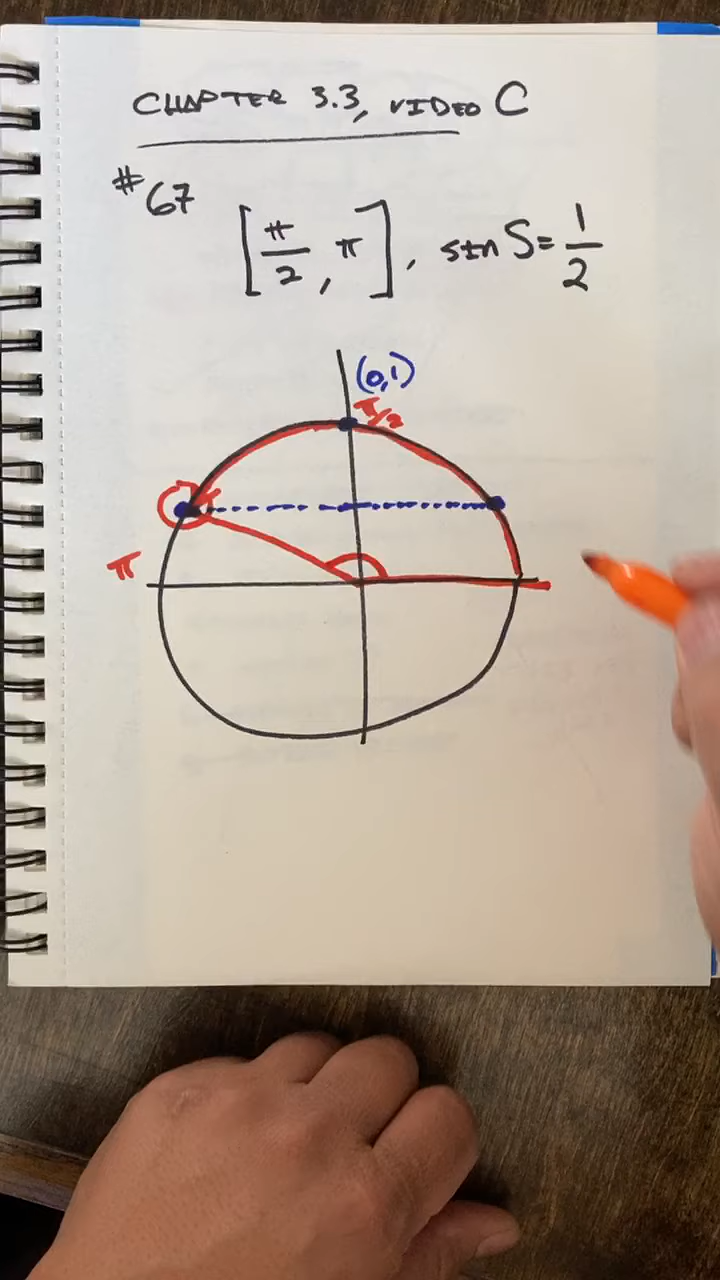 CHAPTER 3.3, VIDEO C
#67 [π/2, π], sin S = 1/2
(0,1)
π/2
π